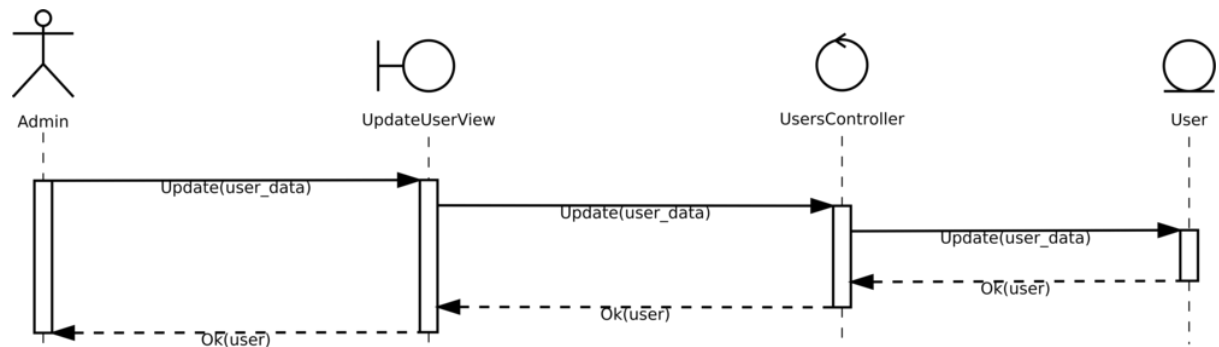 Admin
UpdateUserView
UsersController
User
Update(user_data)
Update(user_data)
Update(user_data)
Ok(user)
Ok(user)
Ok(user)